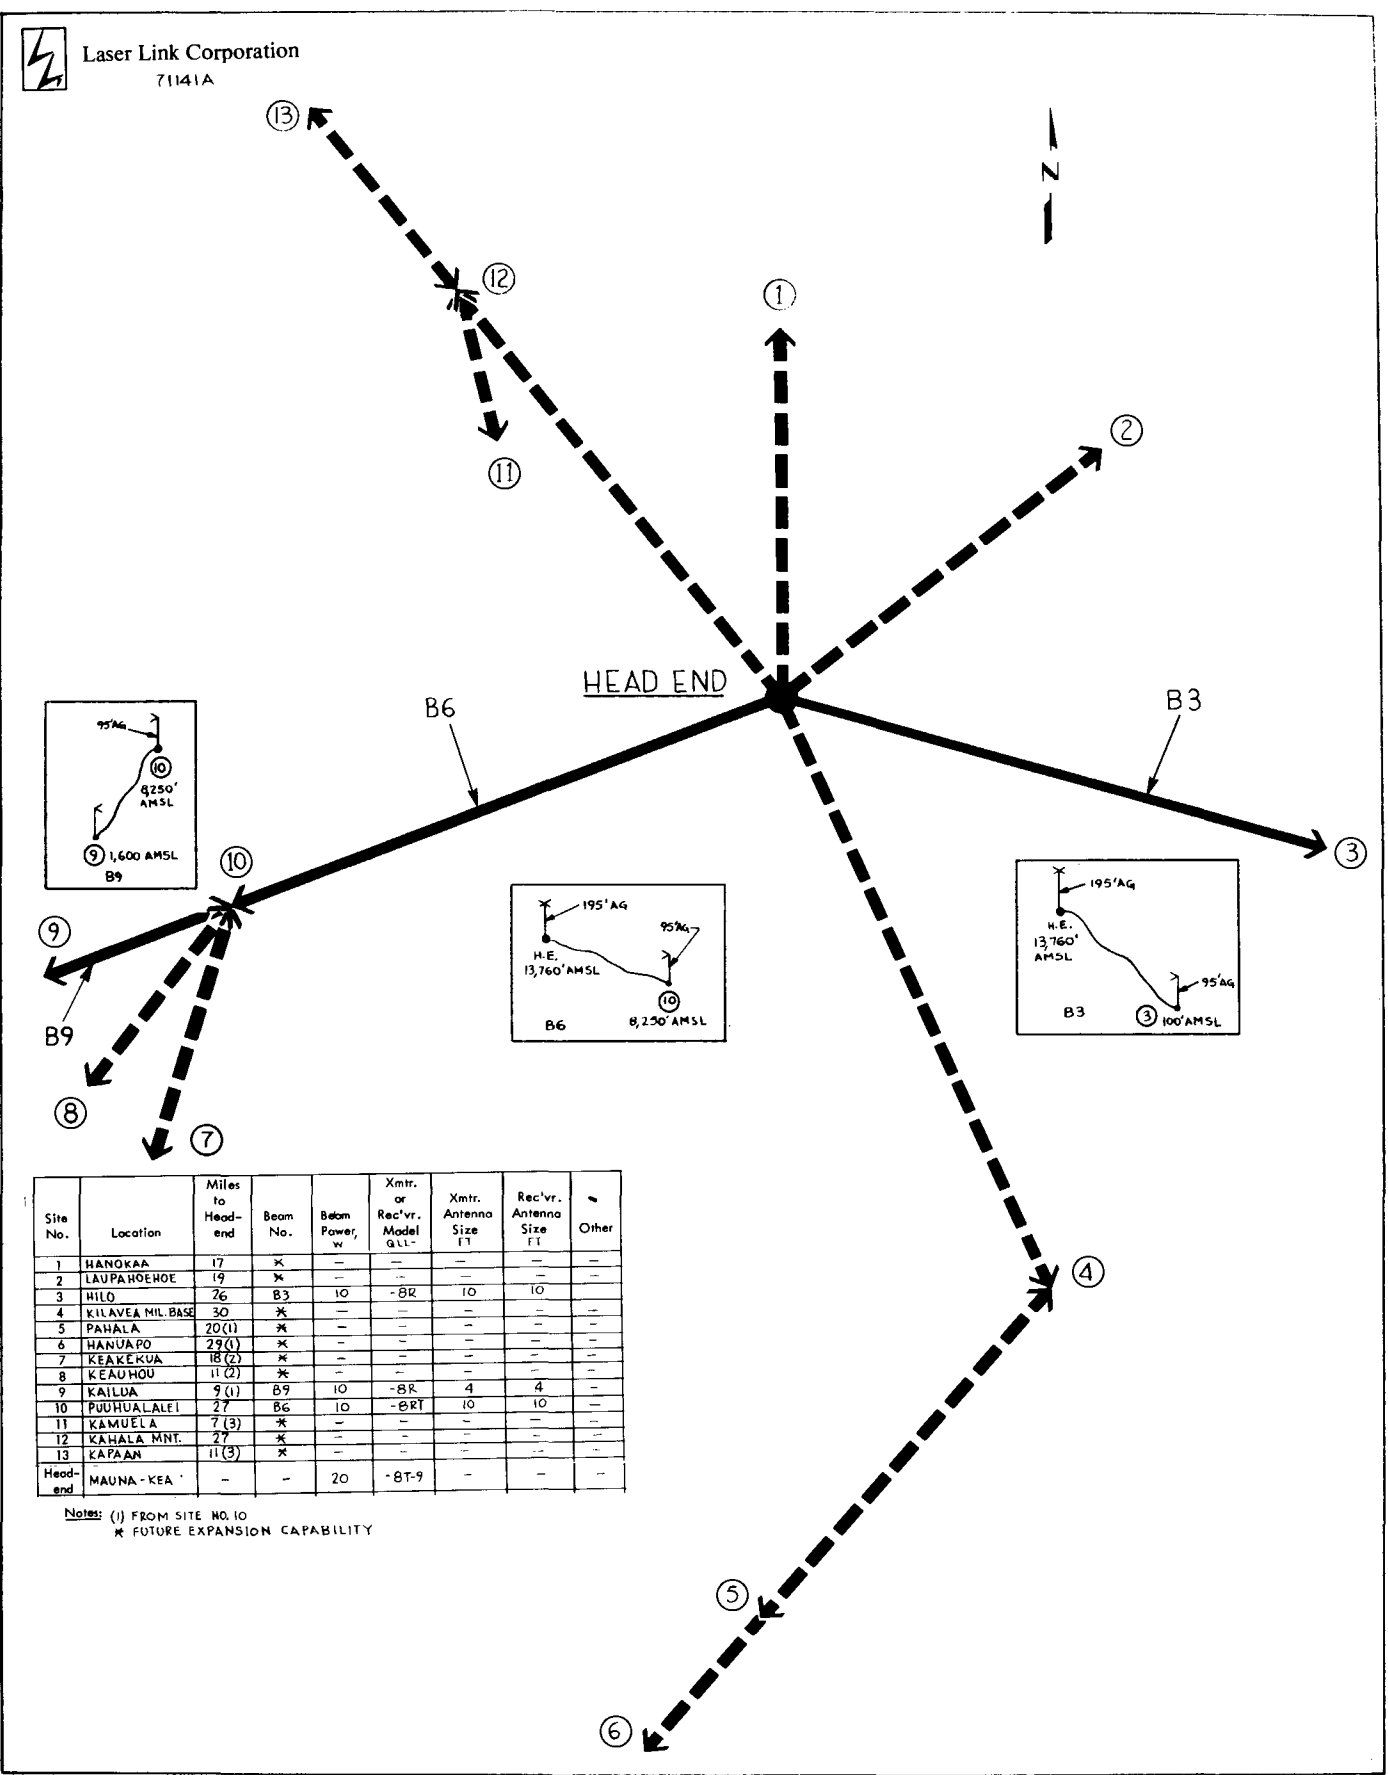 Laser Link Corporation
71141A
N
13
12
1
11
2
HEAD END
B6
B3
95'AG
10
8,250'
AMSL
9 1,600 AMSL
B9
10
3
9
B9
8
7
195'AG
95'AG
H.E.
13,760'AMSL
10
B6 8,250'AMSL
195'AG
H.E.
13,760'
AMSL
95'AG
B3 3 100'AMSL
4
5
6
Site No. Location Miles to Head-end Beam No. Beam Power, W Xmtr. or Rec'vr. Model QLL- Xmtr. Antenna Size FT Rec'vr. Antenna Size FT Other
1 HANOKAA 17 * – – – – –
2 LAUPAHOEHOE 19 * – – – – –
3 HILO 26 B3 10 -8R 10 10
4 KILAVEA MIL. BASE 30 * – – – – –
5 PAHALA 20(1) * – – – – –
6 HANUAPO 29(1) * – – – – –
7 KEAKEKUA 18(2) * – – – – –
8 KEAUHOU 11(2) * – – – – –
9 KAILUA 9(1) B9 10 -8R 4 4 –
10 PUUHUALALEI 27 B6 10 -8RT 10 10 –
11 KAMUELA 7(3) * – – – – –
12 KAHALA MNT. 27 * – – – – –
13 KAPAAN 11(3) * – – – – –
Head-end MAUNA-KEA – – 20 -8T-9 – – –
Notes: (1) FROM SITE NO. 10
* FUTURE EXPANSION CAPABILITY